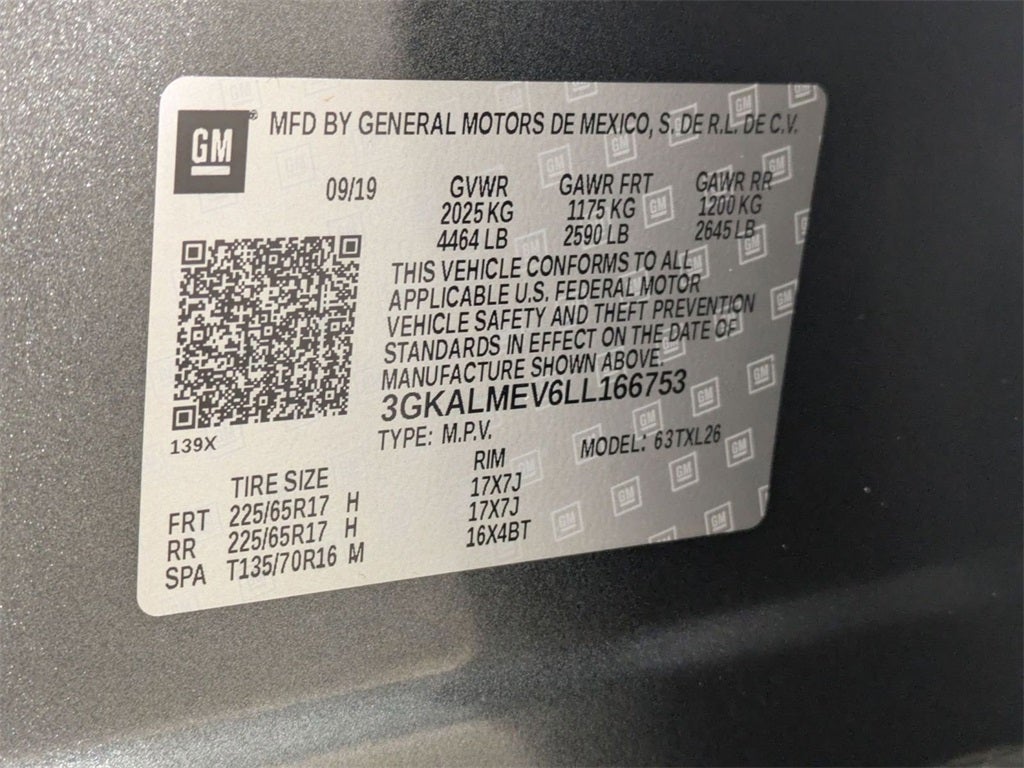 GM® MFD BY GENERAL MOTORS DE MEXICO, S. DE R.L. DE C.V.
09/19 GVWR GAWR FRT GAWR RR
2025 KG 1175 KG 1200 KG
4464 LB 2590 LB 2645 LB
THIS VEHICLE CONFORMS TO ALL
APPLICABLE U.S. FEDERAL MOTOR
VEHICLE SAFETY AND THEFT PREVENTION
STANDARDS IN EFFECT ON THE DATE OF
MANUFACTURE SHOWN ABOVE.
3GKALMEV6LL166753
139X
TYPE: M.P.V. MODEL: 63TXL26
TIRE SIZE RIM
FRT 225/65R17 H 17X7J
RR 225/65R17 H 17X7J
SPA T135/70R16 M 16X4BT